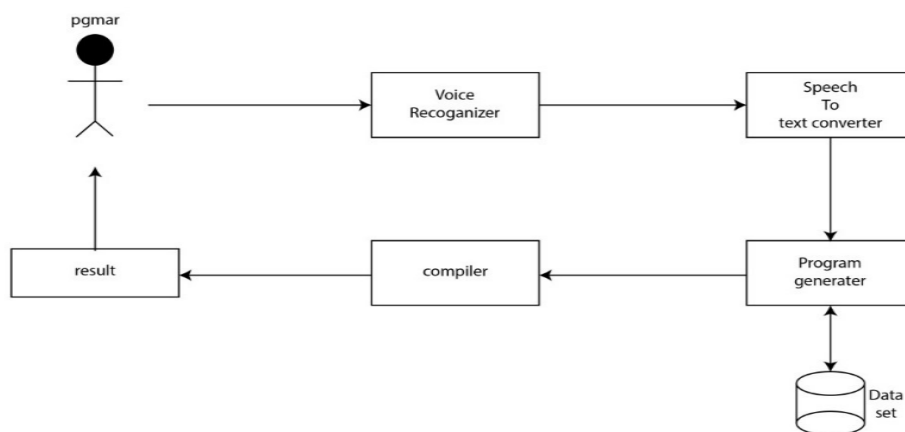 pgmar
Voice
Recoganizer
Speech
To
text converter
result
compiler
Program
generater
Data
set